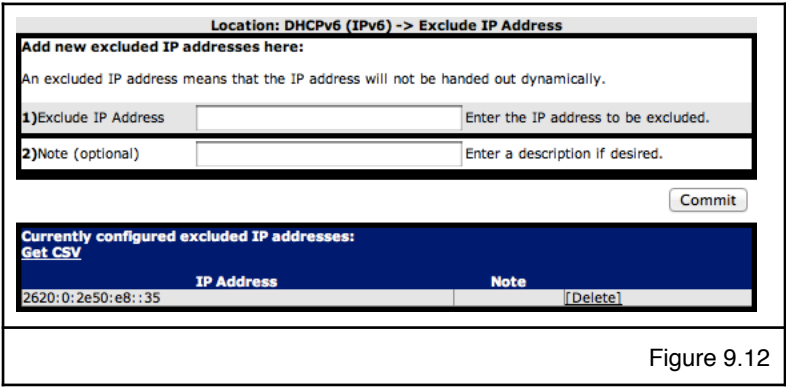 Location: DHCPv6 (IPv6) -> Exclude IP Address
Add new excluded IP addresses here:
An excluded IP address means that the IP address will not be handed out dynamically.
1)Exclude IP Address Enter the IP address to be excluded.
2)Note (optional) Enter a description if desired.
Commit
Currently configured excluded IP addresses:
Get CSV
IP Address Note
2620:0:2e50:e8::35 [Delete]
Figure 9.12